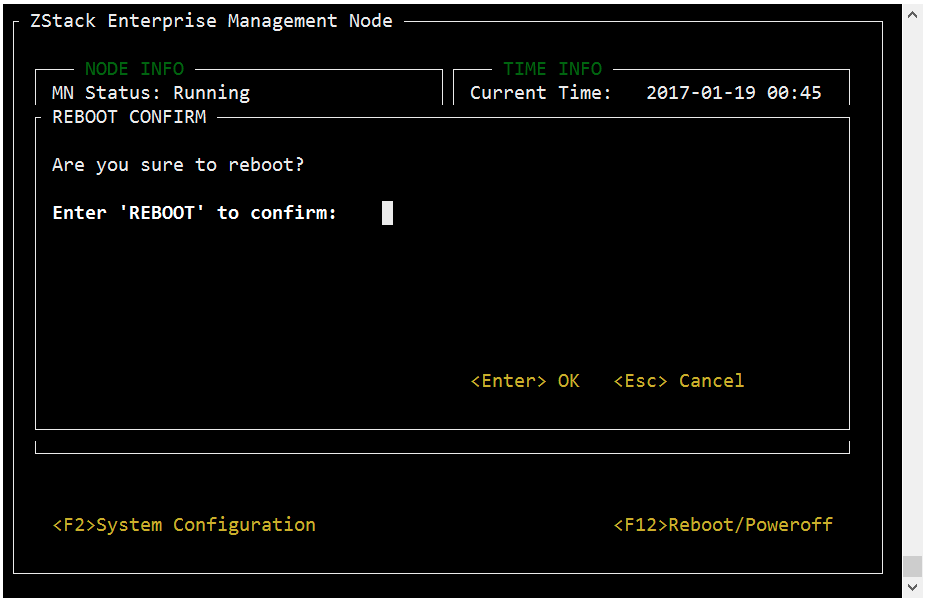 ZStack Enterprise Management Node
NODE INFO
TIME INFO
MN Status: Running
Current Time: 2017-01-19 00:45
REBOOT CONFIRM
Are you sure to reboot?
Enter 'REBOOT' to confirm:
<Enter> OK <Esc> Cancel
<F2>System Configuration
<F12>Reboot/Poweroff